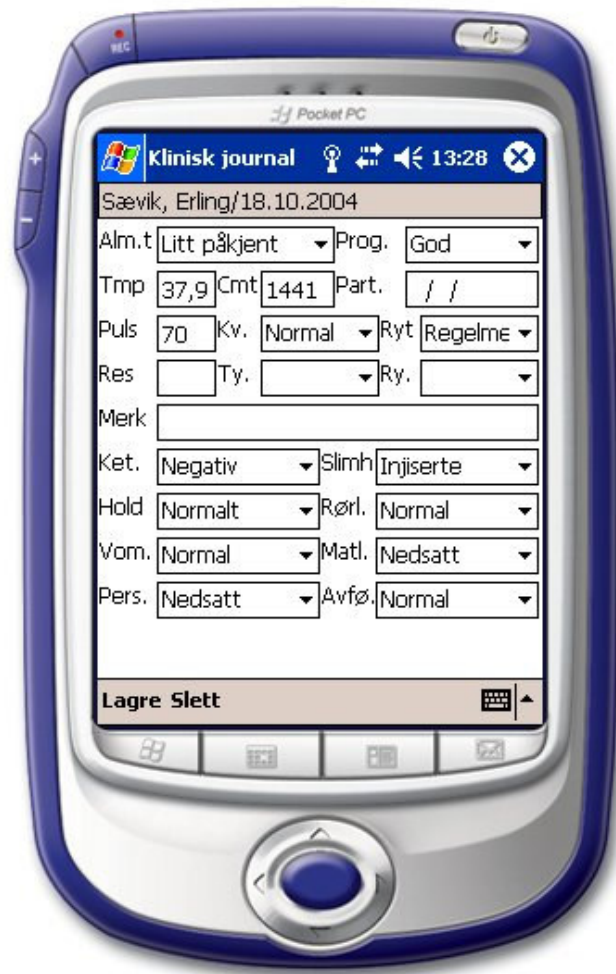 REC
Pocket PC
Klinisk journal 13:28
Sævik, Erling/18.10.2004
Alm.t Litt påkjent Prog. God
Tmp 37,9 Cmt 1441 Part. / /
Puls 70 Kv. Normal Ryt Regelme
Res Ty. Ry.
Merk
Ket. Negativ Slimh Injiserte
Hold Normalt Rørl. Normal
Vom. Normal Matl. Nedsatt
Pers. Nedsatt Avfø. Normal
Lagre Slett